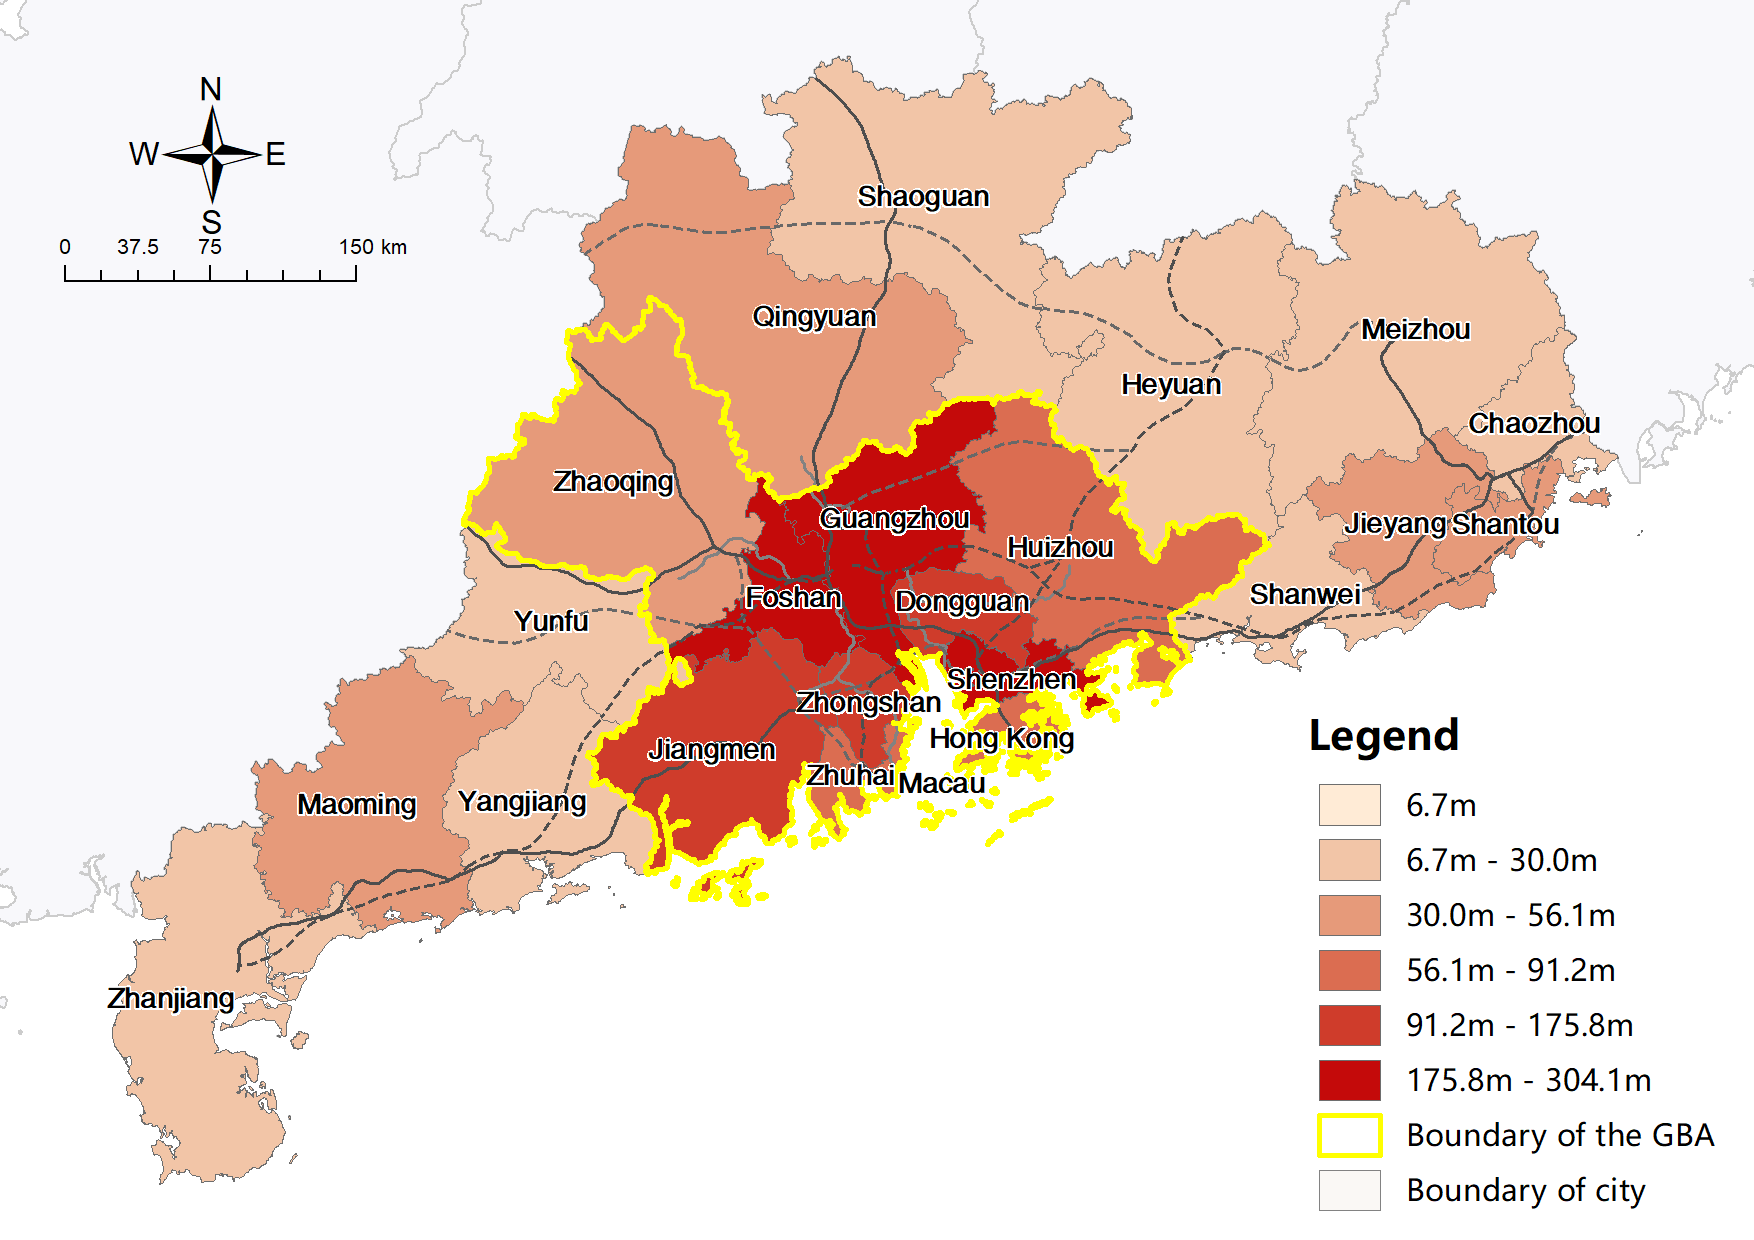 N
W E
S
0 37.5 75 150 km
Shaoguan
Qingyuan
Meizhou
Heyuan
Chaozhou
Zhaoqing
Guangzhou
Jieyang Shantou
Huizhou
Foshan
Dongguan
Shanwei
Yunfu
Shenzhen
Zhongshan
Hong Kong
Jiangmen
Zhuhai
Macau
Maoming
Yangjiang
Zhanjiang
Legend
6.7m
6.7m - 30.0m
30.0m - 56.1m
56.1m - 91.2m
91.2m - 175.8m
175.8m - 304.1m
Boundary of the GBA
Boundary of city